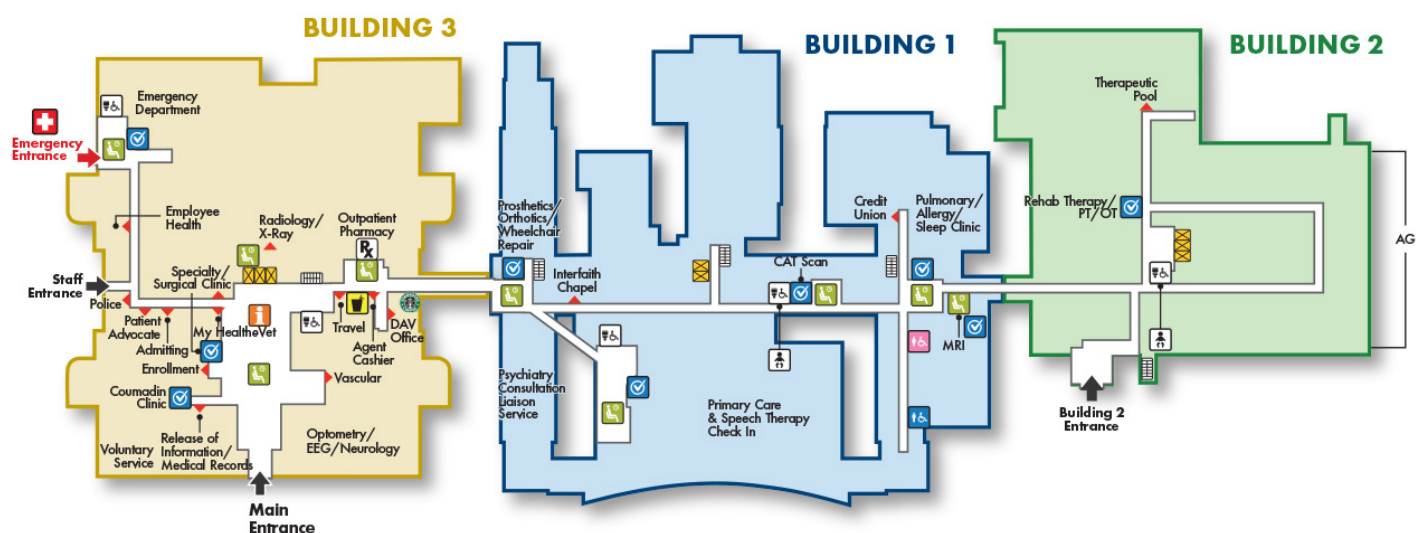 BUILDING 3
BUILDING 1
BUILDING 2
Emergency
Department
Emergency
Entrance
Employee
Health
Radiology/
X-Ray
Outpatient
Pharmacy
Rx
Staff
Entrance
Specialty/
Surgical Clinic
Police
Patient
Advocate
My HealtheVet
Admitting
Enrollment
Travel
Agent
Cashier
DAV
Office
Vascular
Coumadin
Clinic
Release of
Information/
Medical Records
Voluntary
Service
Optometry/
EEG/Neurology
Main
Entrance
Prosthetics/
Orthotics/
Wheelchair
Repair
Interfaith
Chapel
CAT Scan
Credit
Union
Pulmonary/
Allergy/
Sleep Clinic
MRI
Psychiatry
Consultation
Liaison
Service
Primary Care
& Speech Therapy
Check In
Therapeutic
Pool
Rehab Therapy/
PT/OT
Building 2
Entrance
AG